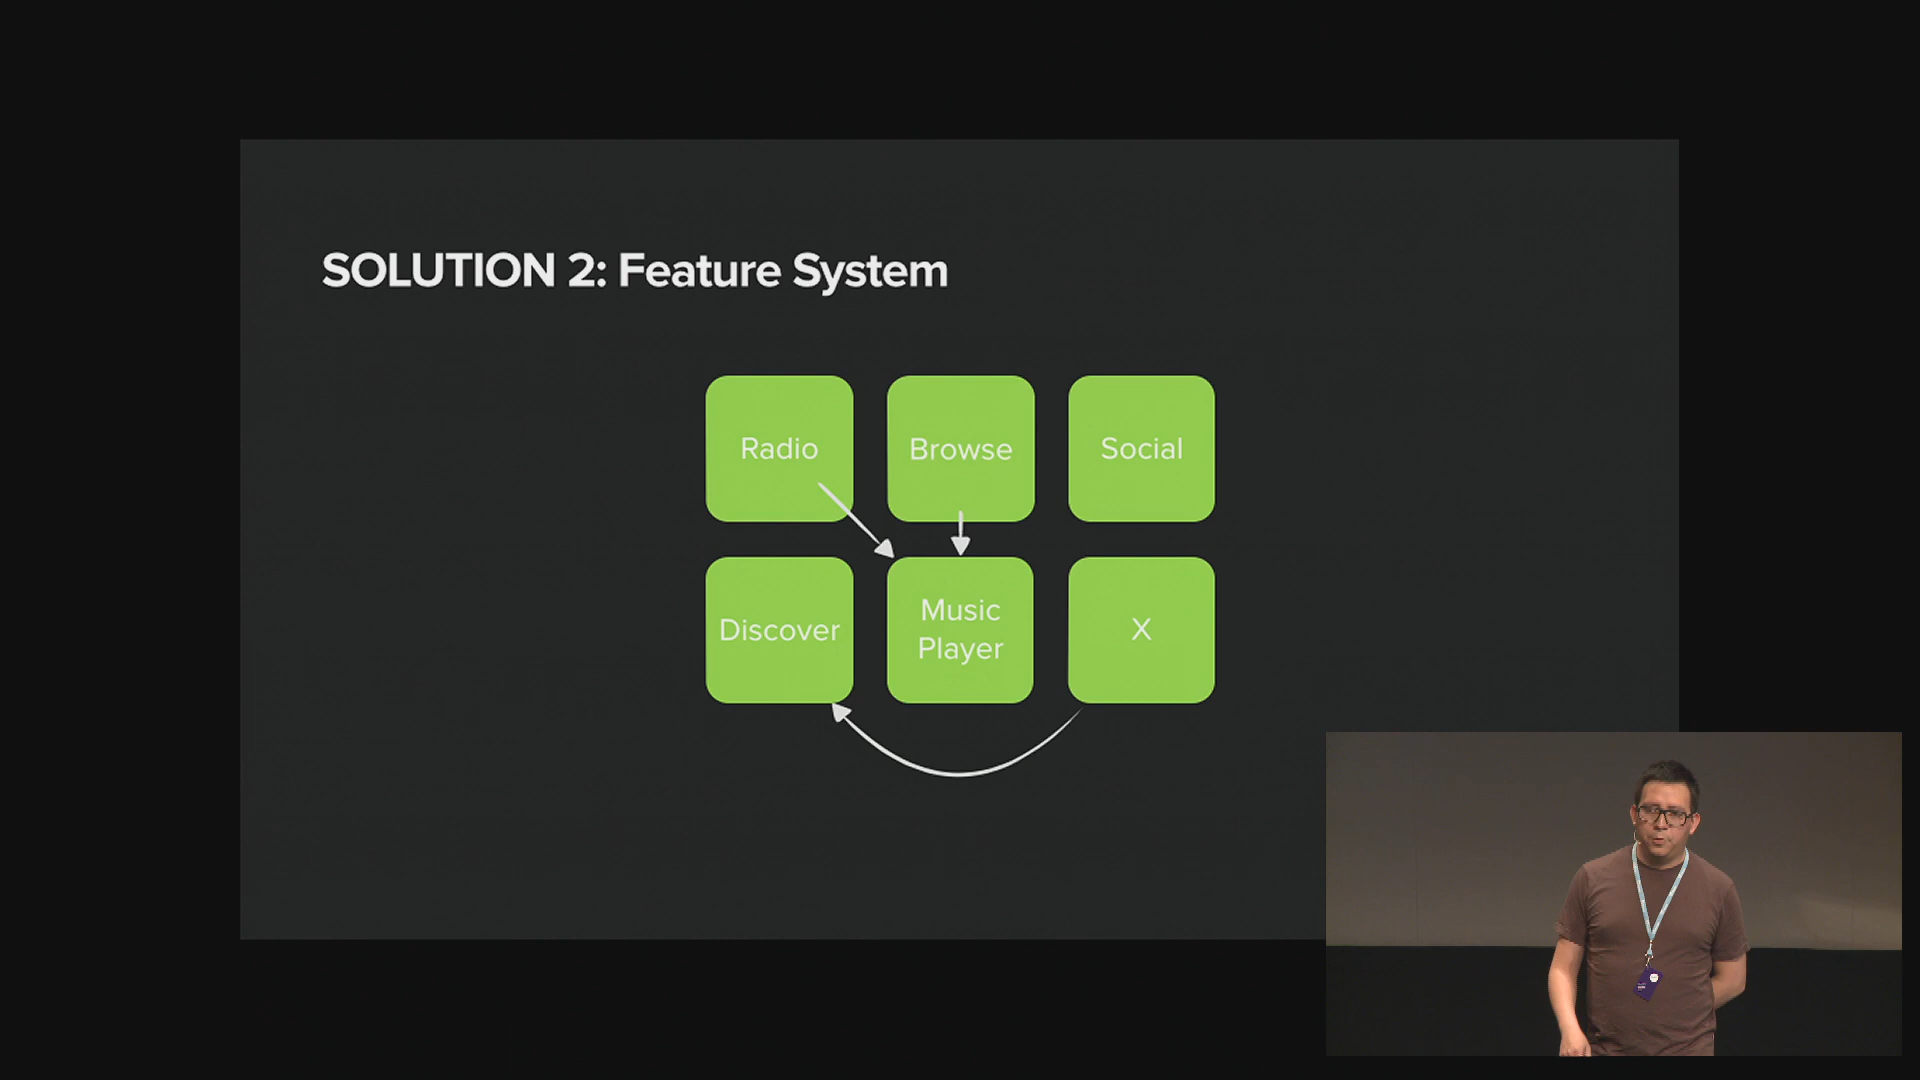 SOLUTION 2: Feature System
Radio
Browse
Social
Discover
Music
Player
X